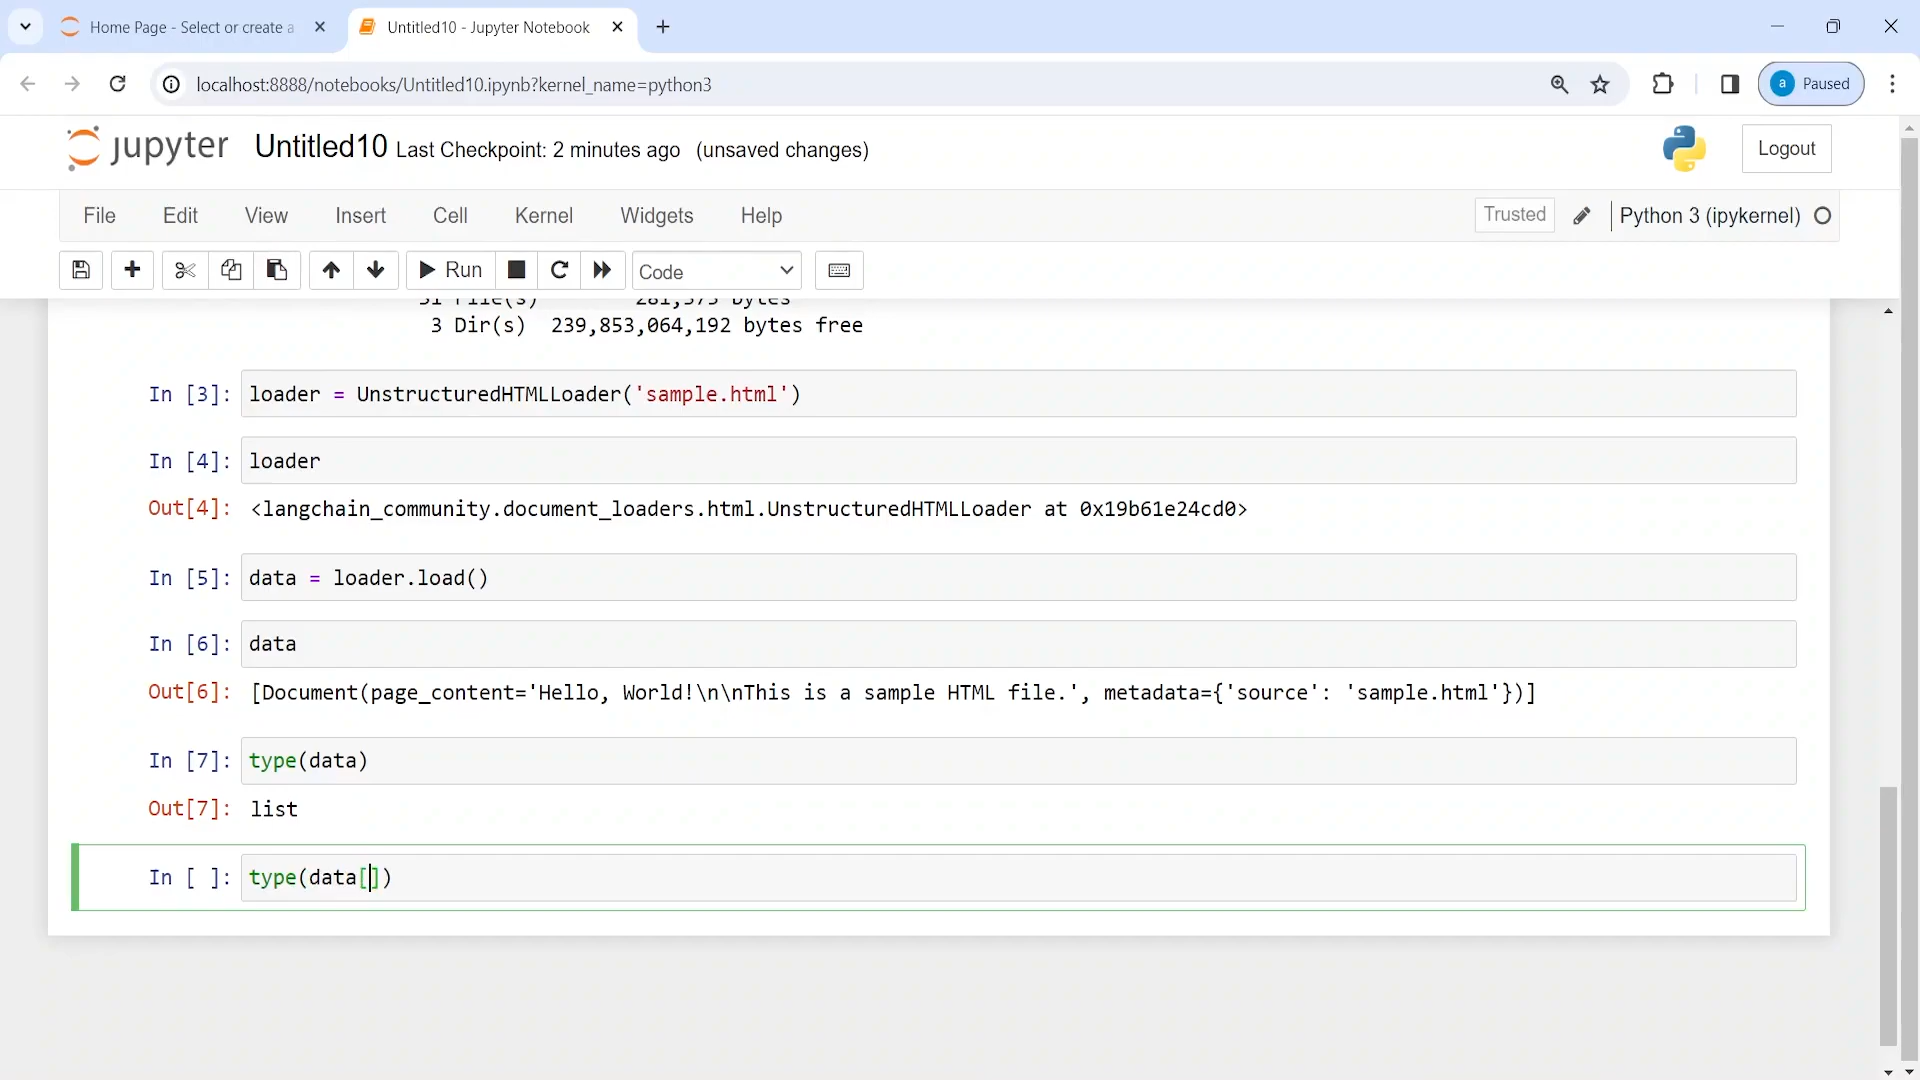 Home Page - Select or create a
Untitled10 - Jupyter Notebook
localhost:8888/notebooks/Untitled10.ipynb?kernel_name=python3
a Paused
jupyter Untitled10 Last Checkpoint: 2 minutes ago (unsaved changes)
Logout
File Edit View Insert Cell Kernel Widgets Help
Trusted Python 3 (ipykernel)
Run Code
31 File(s) 281,573 bytes
3 Dir(s) 239,853,064,192 bytes free
In [3]: loader = UnstructuredHTMLLoader('sample.html')
In [4]: loader
Out[4]: <langchain_community.document_loaders.html.UnstructuredHTMLLoader at 0x19b61e24cd0>
In [5]: data = loader.load()
In [6]: data
Out[6]: [Document(page_content='Hello, World!\n\nThis is a sample HTML file.', metadata={'source': 'sample.html'})]
In [7]: type(data)
Out[7]: list
In [ ]: type(data[])